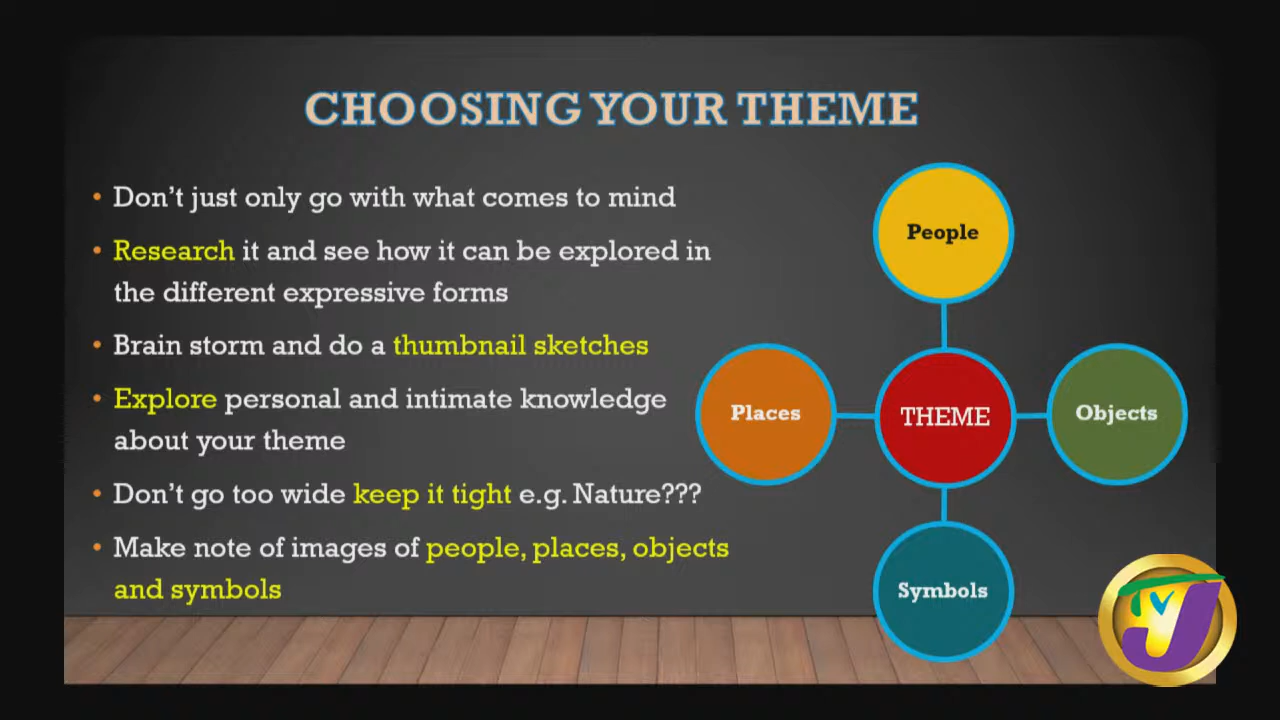 CHOOSING YOUR THEME
Don't just only go with what comes to mind
Research it and see how it can be explored in
the different expressive forms
Brain storm and do a thumbnail sketches
Explore personal and intimate knowledge
about your theme
Don't go too wide keep it tight e.g. Nature???
Make note of images of people, places, objects
and symbols
People
Places
THEME
Objects
Symbols
TVJ